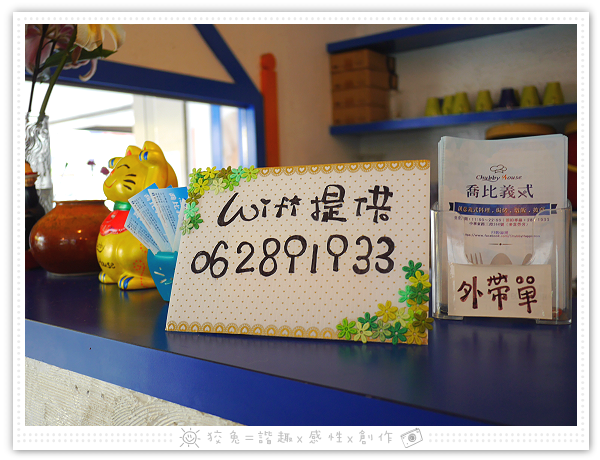 Wifi提供
062891933
Chubby House
喬比義式
外帶單
狡兔=諧趣x感性x創作